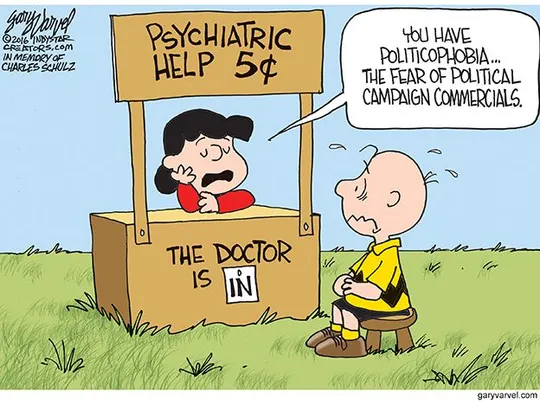 Gary Varvel
©2016 INDYSTAR
CREATORS.COM
IN MEMORY OF
CHARLES SCHULZ
PSYCHIATRIC
HELP 5¢
YOU HAVE
POLITICOPHOBIA...
THE FEAR OF POLITICAL
CAMPAIGN COMMERCIALS.
THE DOCTOR
IS IN
garyvarvel.com